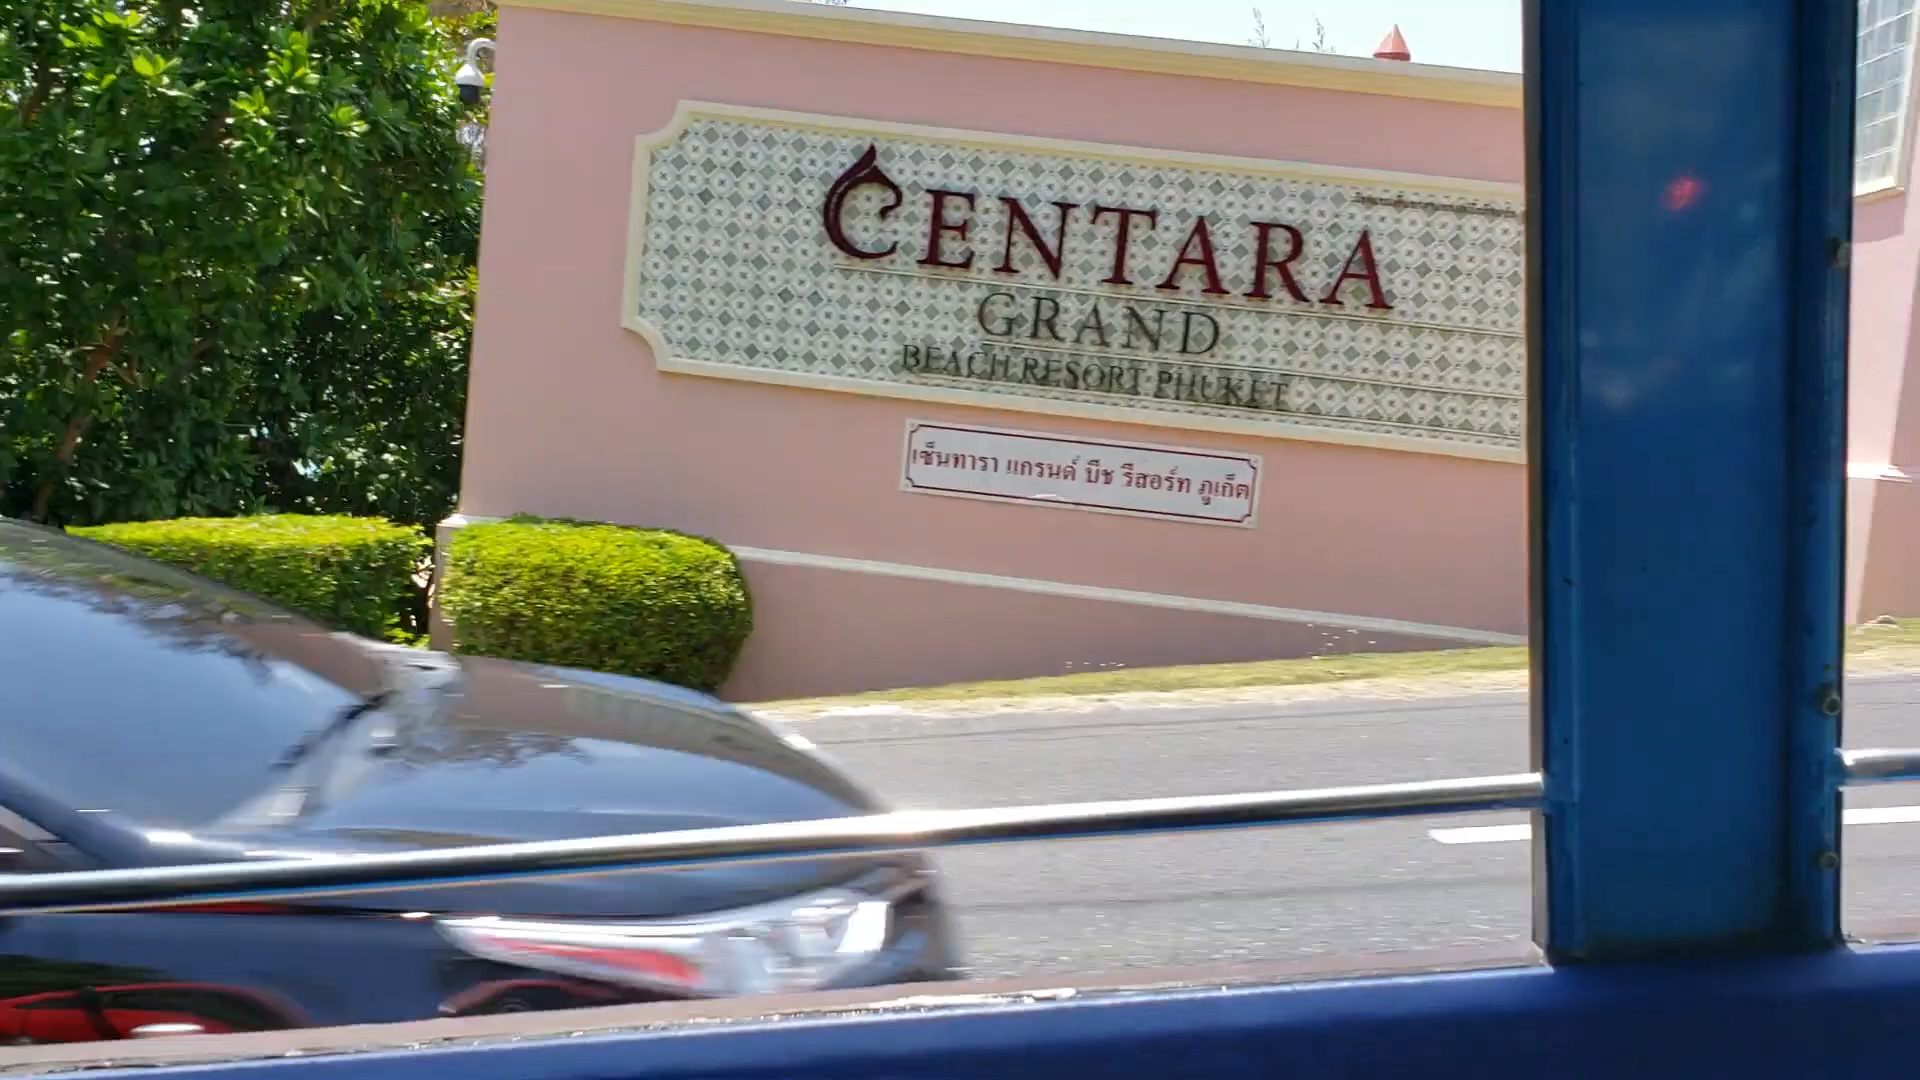 CENTARA
GRAND
BEACH RESORT PHUKET
เซ็นทารา แกรนด์ บีช รีสอร์ท ภูเก็ต